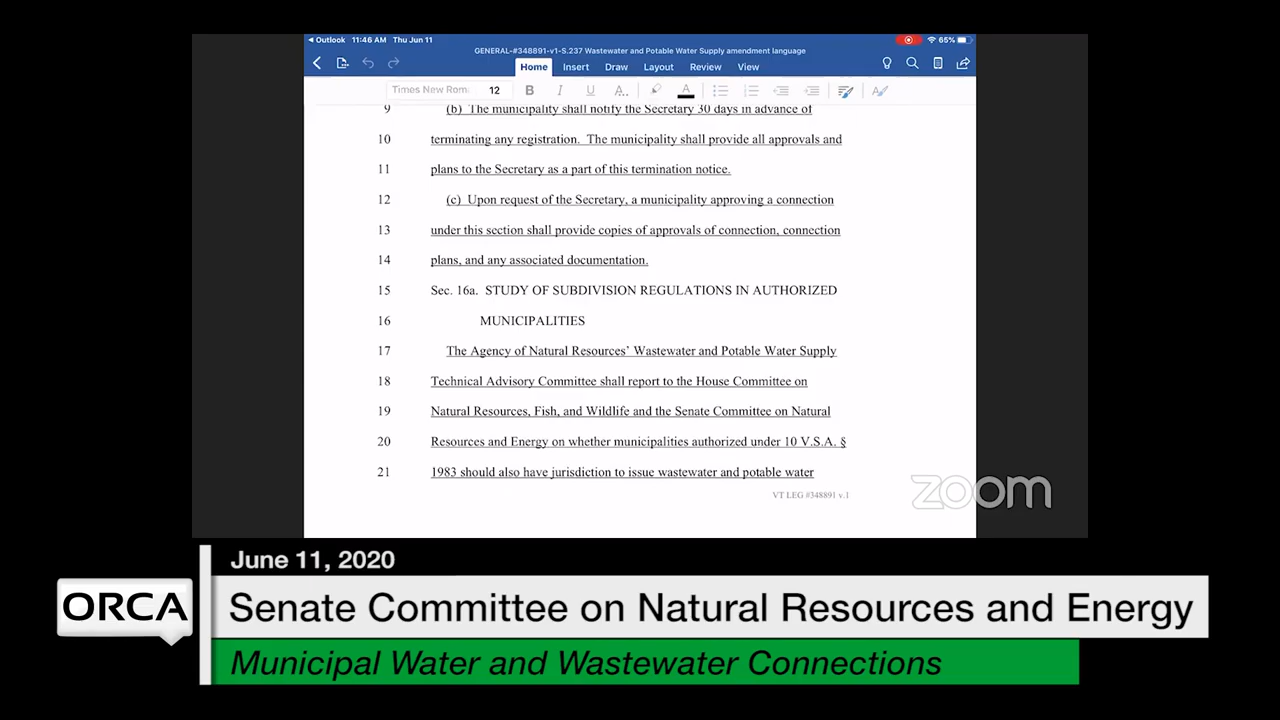 Outlook 11:46 AM Thu Jun 11 65%
GENERAL-#348891-v1-S.237 Wastewater and Potable Water Supply amendment language
Home Insert Draw Layout Review View
Times New Rom 12 B I U A.. A
9 (b) The municipality shall notify the Secretary 30 days in advance of
10 terminating any registration. The municipality shall provide all approvals and
11 plans to the Secretary as a part of this termination notice.
12 (c) Upon request of the Secretary, a municipality approving a connection
13 under this section shall provide copies of approvals of connection, connection
14 plans, and any associated documentation.
15 Sec. 16a. STUDY OF SUBDIVISION REGULATIONS IN AUTHORIZED
16 MUNICIPALITIES
17 The Agency of Natural Resources’ Wastewater and Potable Water Supply
18 Technical Advisory Committee shall report to the House Committee on
19 Natural Resources, Fish, and Wildlife and the Senate Committee on Natural
20 Resources and Energy on whether municipalities authorized under 10 V.S.A. §
21 1983 should also have jurisdiction to issue wastewater and potable water
VT LEG #348891 v.1
zoom
June 11, 2020
ORCA
Senate Committee on Natural Resources and Energy
Municipal Water and Wastewater Connections